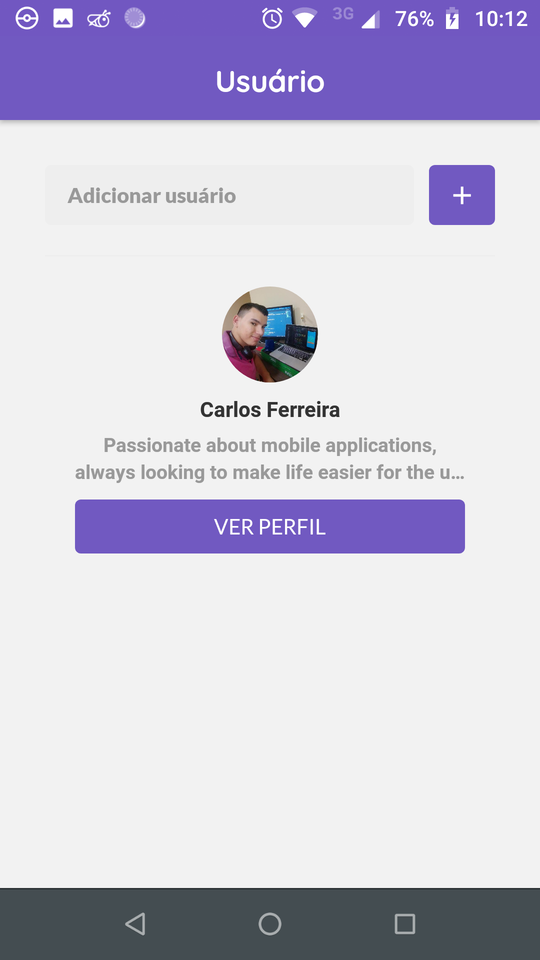 3G 76% 10:12
Usuário
Adicionar usuário
+
Carlos Ferreira
Passionate about mobile applications,
always looking to make life easier for the u...
VER PERFIL